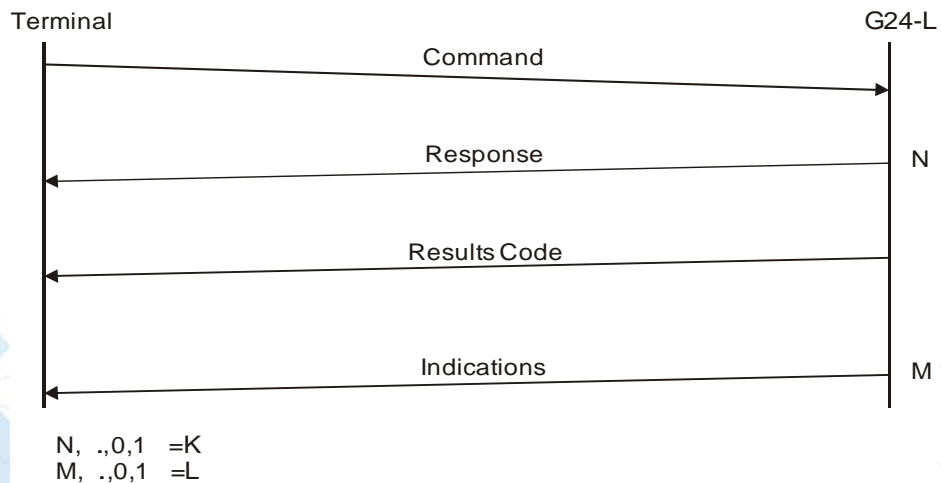 Terminal G24-L
Command
Response N
Results Code
Indications M
N, .,0,1 =K
M, .,0,1 =L